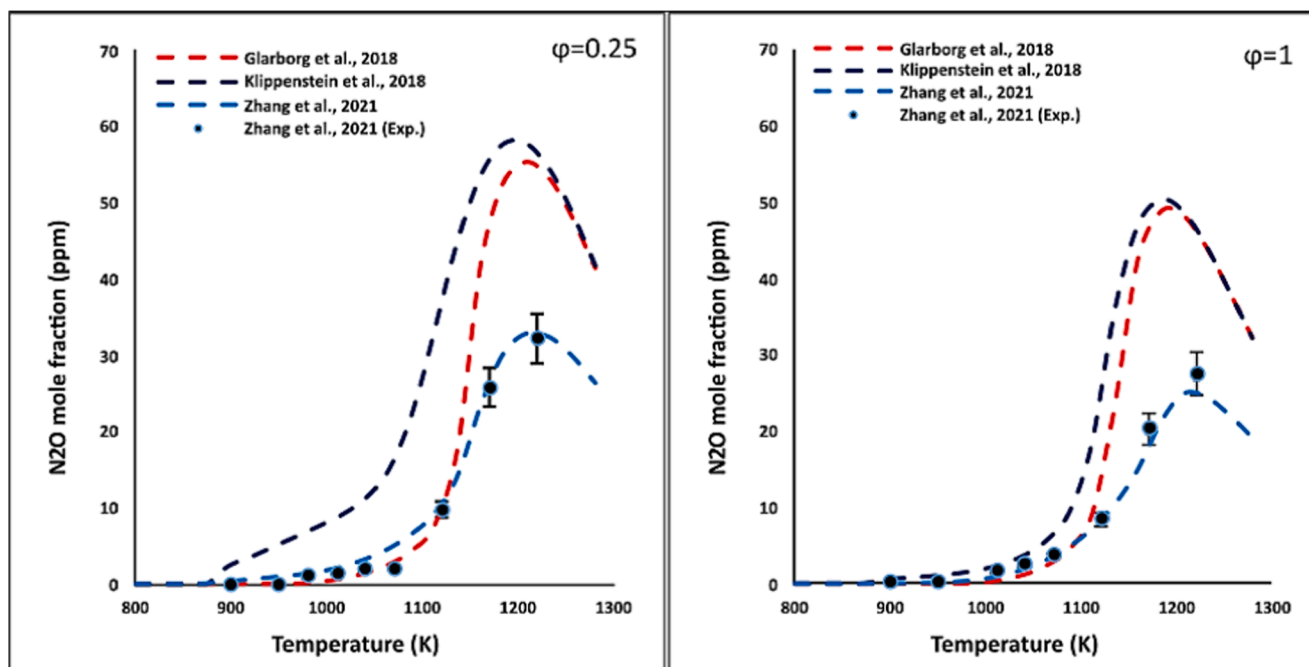 φ=0.25
Glarborg et al., 2018
Klippenstein et al., 2018
Zhang et al., 2021
Zhang et al., 2021 (Exp.)
70
60
50
40
30
20
10
0
N2O mole fraction (ppm)
800 900 1000 1100 1200 1300
Temperature (K)
φ=1
Glarborg et al., 2018
Klippenstein et al., 2018
Zhang et al., 2021
Zhang et al., 2021 (Exp.)
70
60
50
40
30
20
10
0
N2O mole fraction (ppm)
800 900 1000 1100 1200 1300
Temperature (K)